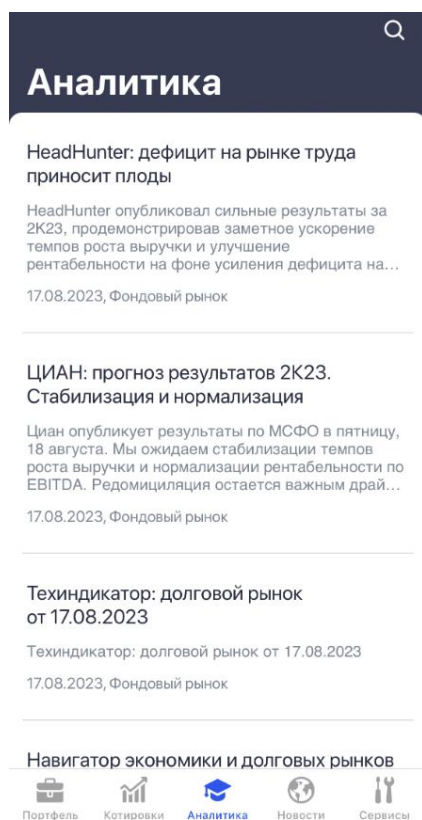 Аналитика
HeadHunter: дефицит на рынке труда
приносит плоды
HeadHunter опубликовал сильные результаты за
2К23, продемонстрировав заметное ускорение
темпов роста выручки и улучшение
рентабельности на фоне усиления дефицита на...
17.08.2023, Фондовый рынок
ЦИАН: прогноз результатов 2К23.
Стабилизация и нормализация
Циан опубликует результаты по МСФО в пятницу,
18 августа. Мы ожидаем стабилизации темпов
роста выручки и нормализации рентабельности по
EBITDA. Редомициляция остается важным драй...
17.08.2023, Фондовый рынок
Техиндикатор: долговой рынок
от 17.08.2023
Техиндикатор: долговой рынок от 17.08.2023
17.08.2023, Фондовый рынок
Навигатор экономики и долговых рынков
Портфель Котировки Аналитика Новости Сервисы